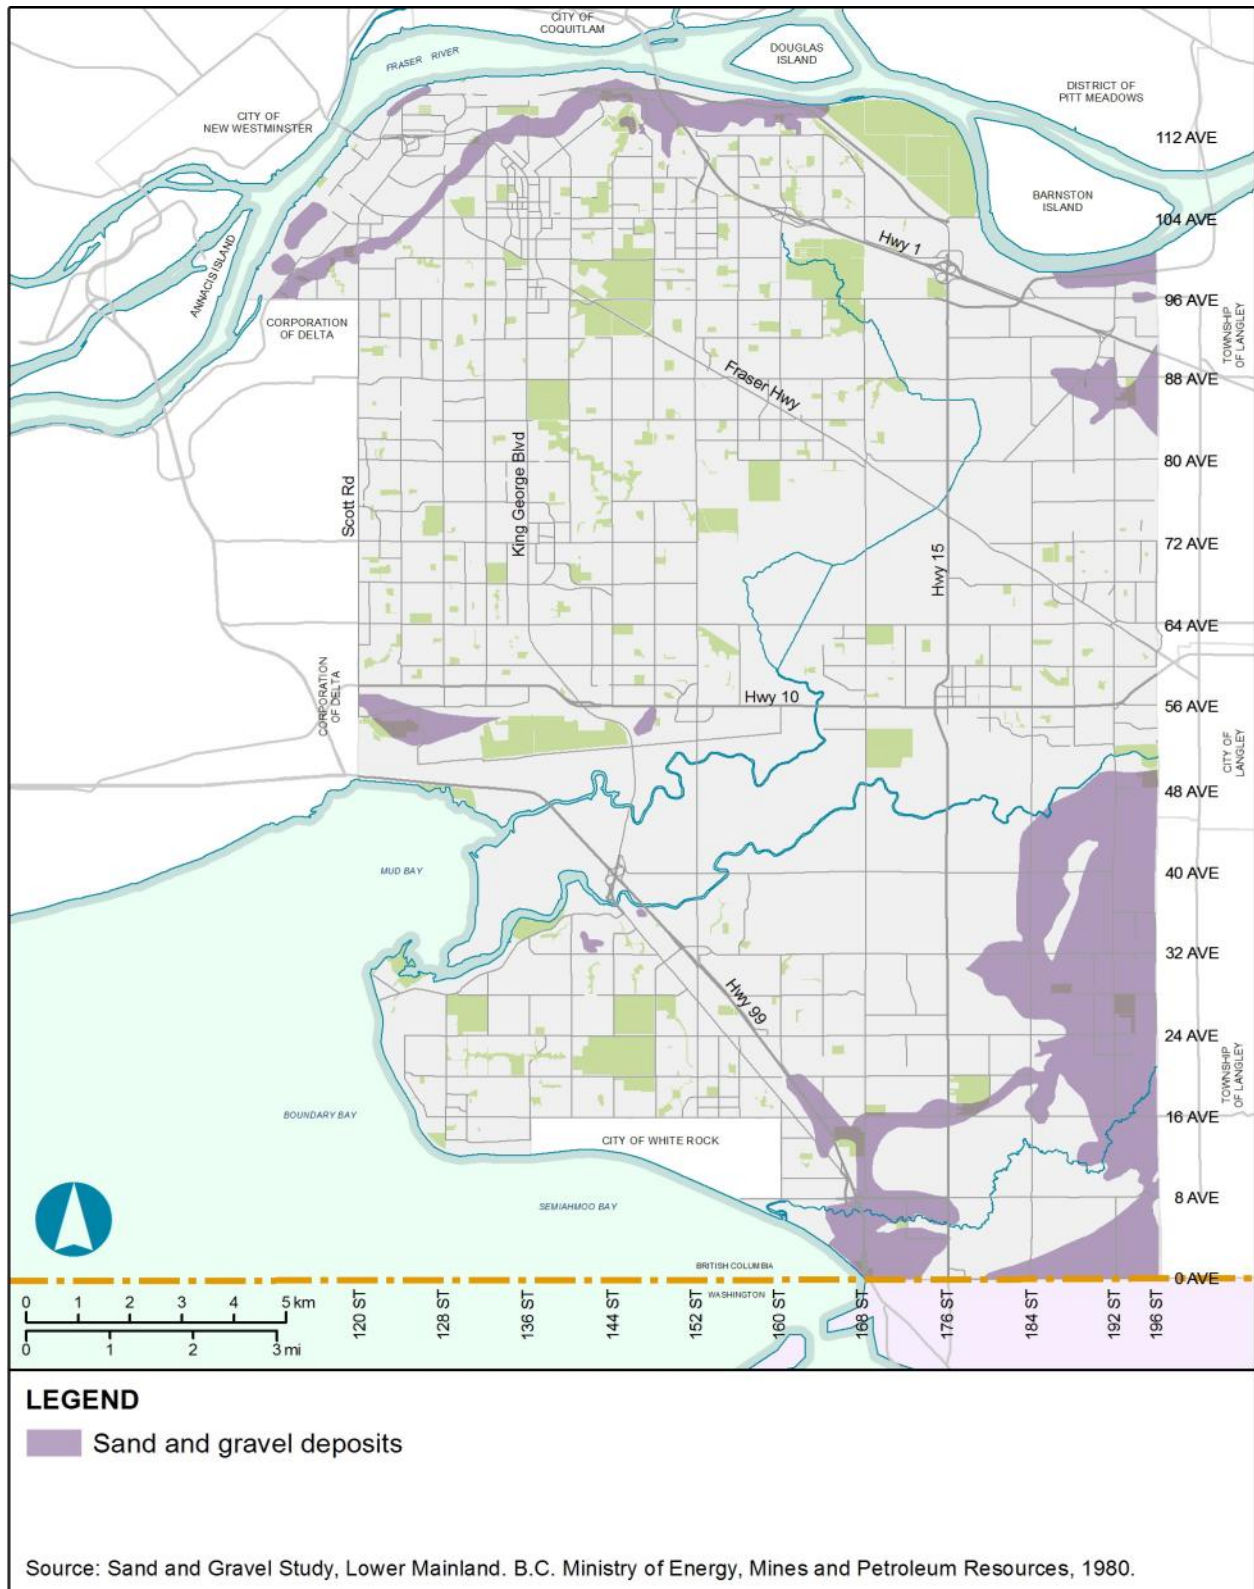 CITY OF
COQUITLAM
DOUGLAS
ISLAND
FRASER RIVER
DISTRICT OF
PITT MEADOWS
CITY OF
NEW WESTMINSTER
112 AVE
BARNSTON
ISLAND
104 AVE
Hwy 1
ANNACIS ISLAND
96 AVE
CORPORATION
OF DELTA
TOWNSHIP
OF LANGLEY
88 AVE
Fraser Hwy
80 AVE
King George Blvd
Scott Rd
72 AVE
Hwy 15
64 AVE
CORPORATION
OF DELTA
Hwy 10
56 AVE
CITY OF
LANGLEY
48 AVE
MUD BAY
40 AVE
32 AVE
Hwy 99
24 AVE
TOWNSHIP
OF LANGLEY
BOUNDARY BAY
16 AVE
CITY OF WHITE ROCK
8 AVE
SEMIAHMOO BAY
BRITISH COLUMBIA
0 AVE
WASHINGTON
0 1 2 3 4 5 km
0 1 2 3 mi
120 ST
128 ST
136 ST
144 ST
152 ST
160 ST
168 ST
176 ST
184 ST
192 ST
196 ST
LEGEND
Sand and gravel deposits
Source: Sand and Gravel Study, Lower Mainland. B.C. Ministry of Energy, Mines and Petroleum Resources, 1980.